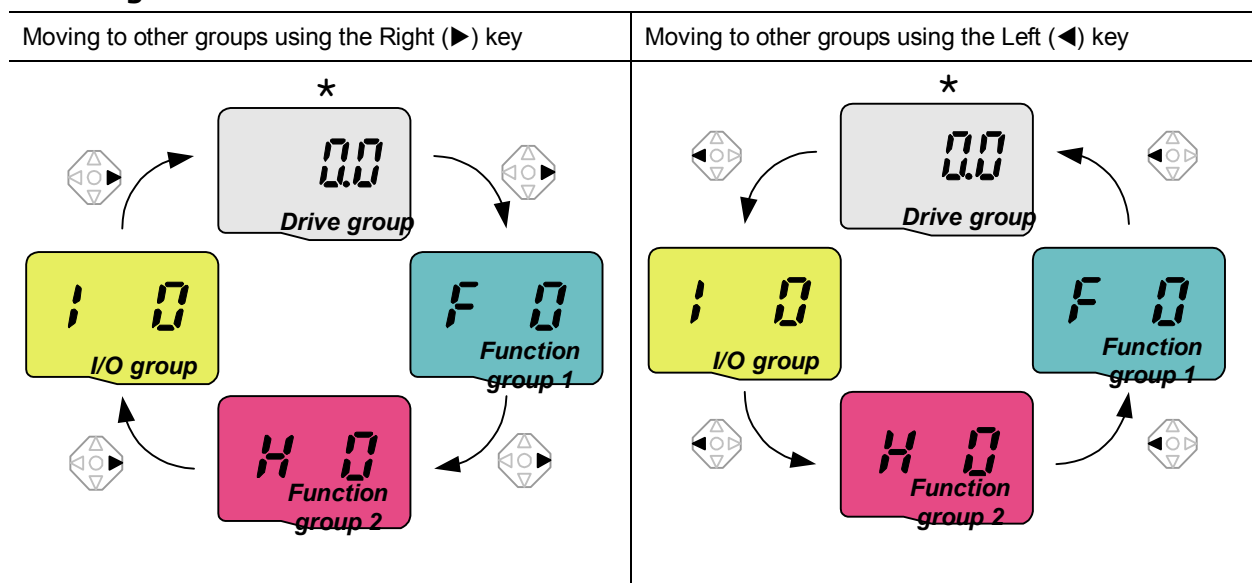 Moving to other groups using the Right (▶) key
Moving to other groups using the Left (◀) key
*
0.0
Drive group
I 0
I/O group
F 0
Function
group 1
H 0
Function
group 2
*
0.0
Drive group
I 0
I/O group
F 0
Function
group 1
H 0
Function
group 2